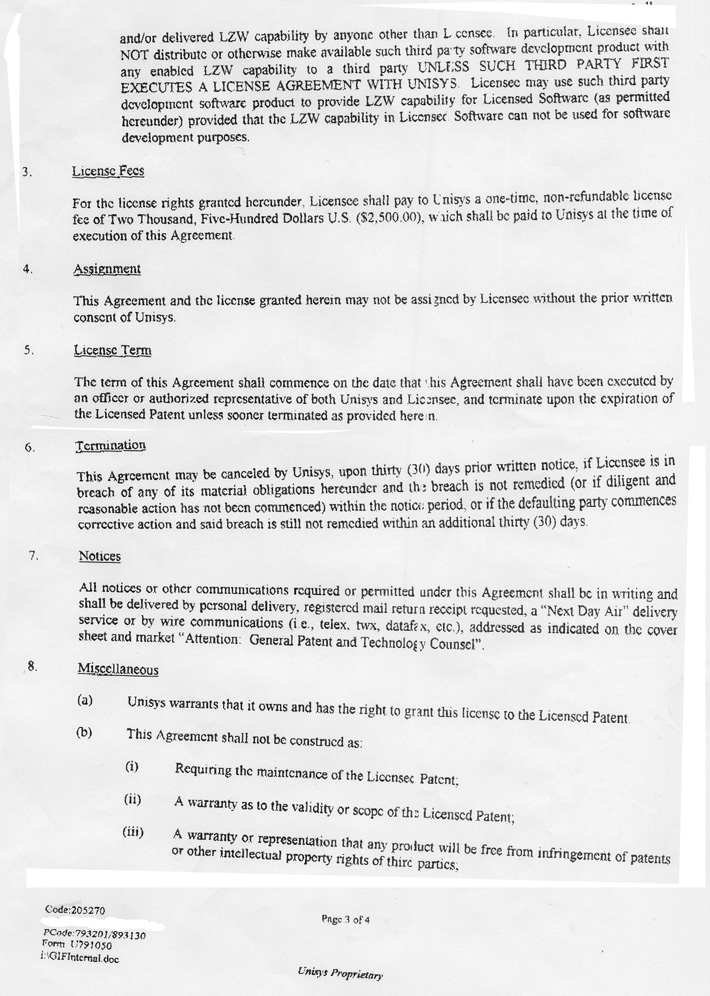 and/or delivered LZW capability by anyone other than L censee. In particular, Licensee shall
NOT distribute or otherwise make available such third party software development product with
any enabled LZW capability to a third party UNLESS SUCH THIRD PARTY FIRST
EXECUTES A LICENSE AGREEMENT WITH UNISYS. Licensee may use such third party
development software product to provide LZW capability for Licensed Software (as permitted
hereunder) provided that the LZW capability in Licensed Software can not be used for software
development purposes.
3. License Fees
For the license rights granted hereunder, Licensee shall pay to Unisys a one-time, non-refundable license
fee of Two Thousand, Five-Hundred Dollars U.S. ($2,500.00), which shall be paid to Unisys at the time of
execution of this Agreement.
4. Assignment
This Agreement and the license granted herein may not be assigned by Licensee without the prior written
consent of Unisys.
5. License Term
The term of this Agreement shall commence on the date that this Agreement shall have been executed by
an officer or authorized representative of both Unisys and Licensee, and terminate upon the expiration of
the Licensed Patent unless sooner terminated as provided herein.
6. Termination
This Agreement may be canceled by Unisys, upon thirty (30) days prior written notice, if Licensee is in
breach of any of its material obligations hereunder and the breach is not remedied (or if diligent and
reasonable action has not been commenced) within the notice period, or if the defaulting party commences
corrective action and said breach is still not remedied within an additional thirty (30) days.
7. Notices
All notices or other communications required or permitted under this Agreement shall be in writing and
shall be delivered by personal delivery, registered mail return receipt requested, a “Next Day Air” delivery
service or by wire communications (i.e., telex, twx, datafax, etc.), addressed as indicated on the cover
sheet and market “Attention: General Patent and Technology Counsel”.
8. Miscellaneous
(a) Unisys warrants that it owns and has the right to grant this license to the Licensed Patent.
(b) This Agreement shall not be construed as:
(i) Requiring the maintenance of the Licensed Patent;
(ii) A warranty as to the validity or scope of the Licensed Patent;
(iii) A warranty or representation that any product will be free from infringement of patents
or other intellectual property rights of third parties;
Code:205270
Page 3 of 4
PCode:793201/893130
Form U791050
i:\GIFInternal.doc
Unisys Proprietary